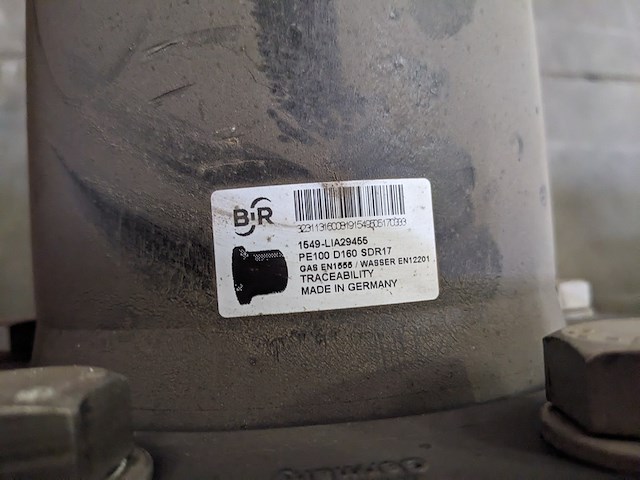 B·R
1549-LIA29455
PE100 D160 SDR17
GAS EN1555 / WASSER EN12201
TRACEABILITY
MADE IN GERMANY